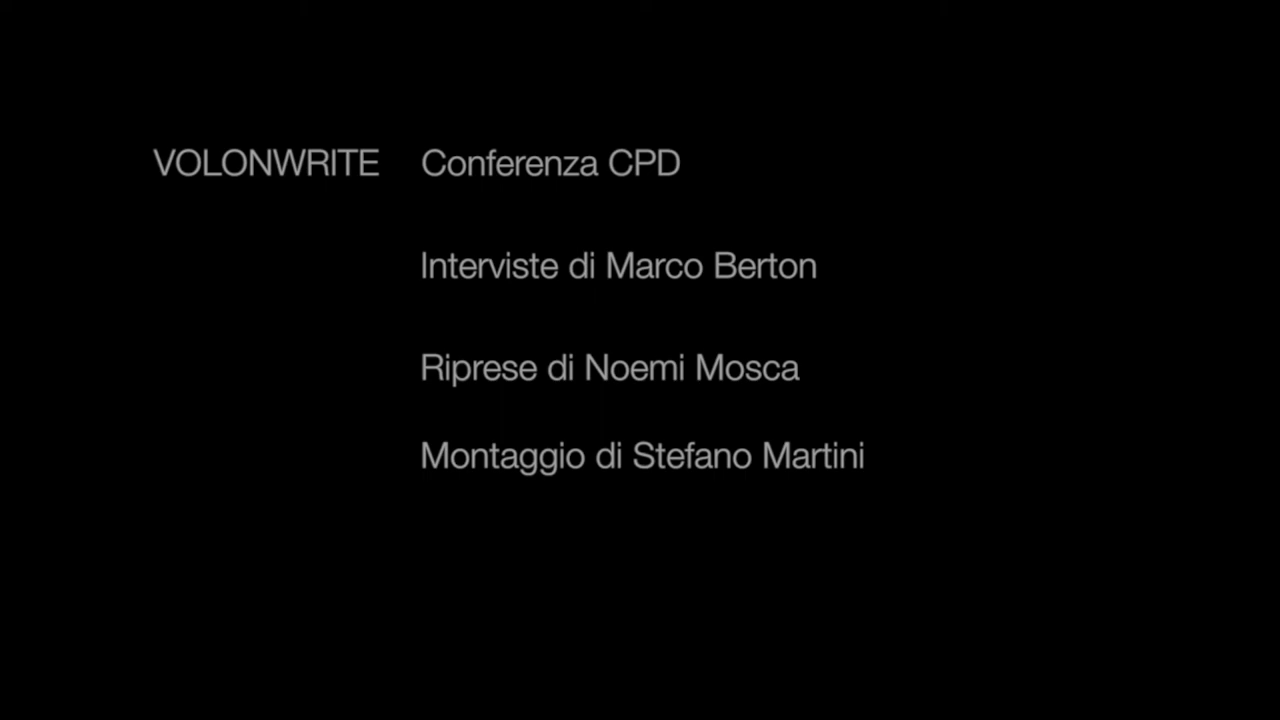 VOLONWRITE Conferenza CPD
Interviste di Marco Berton
Riprese di Noemi Mosca
Montaggio di Stefano Martini